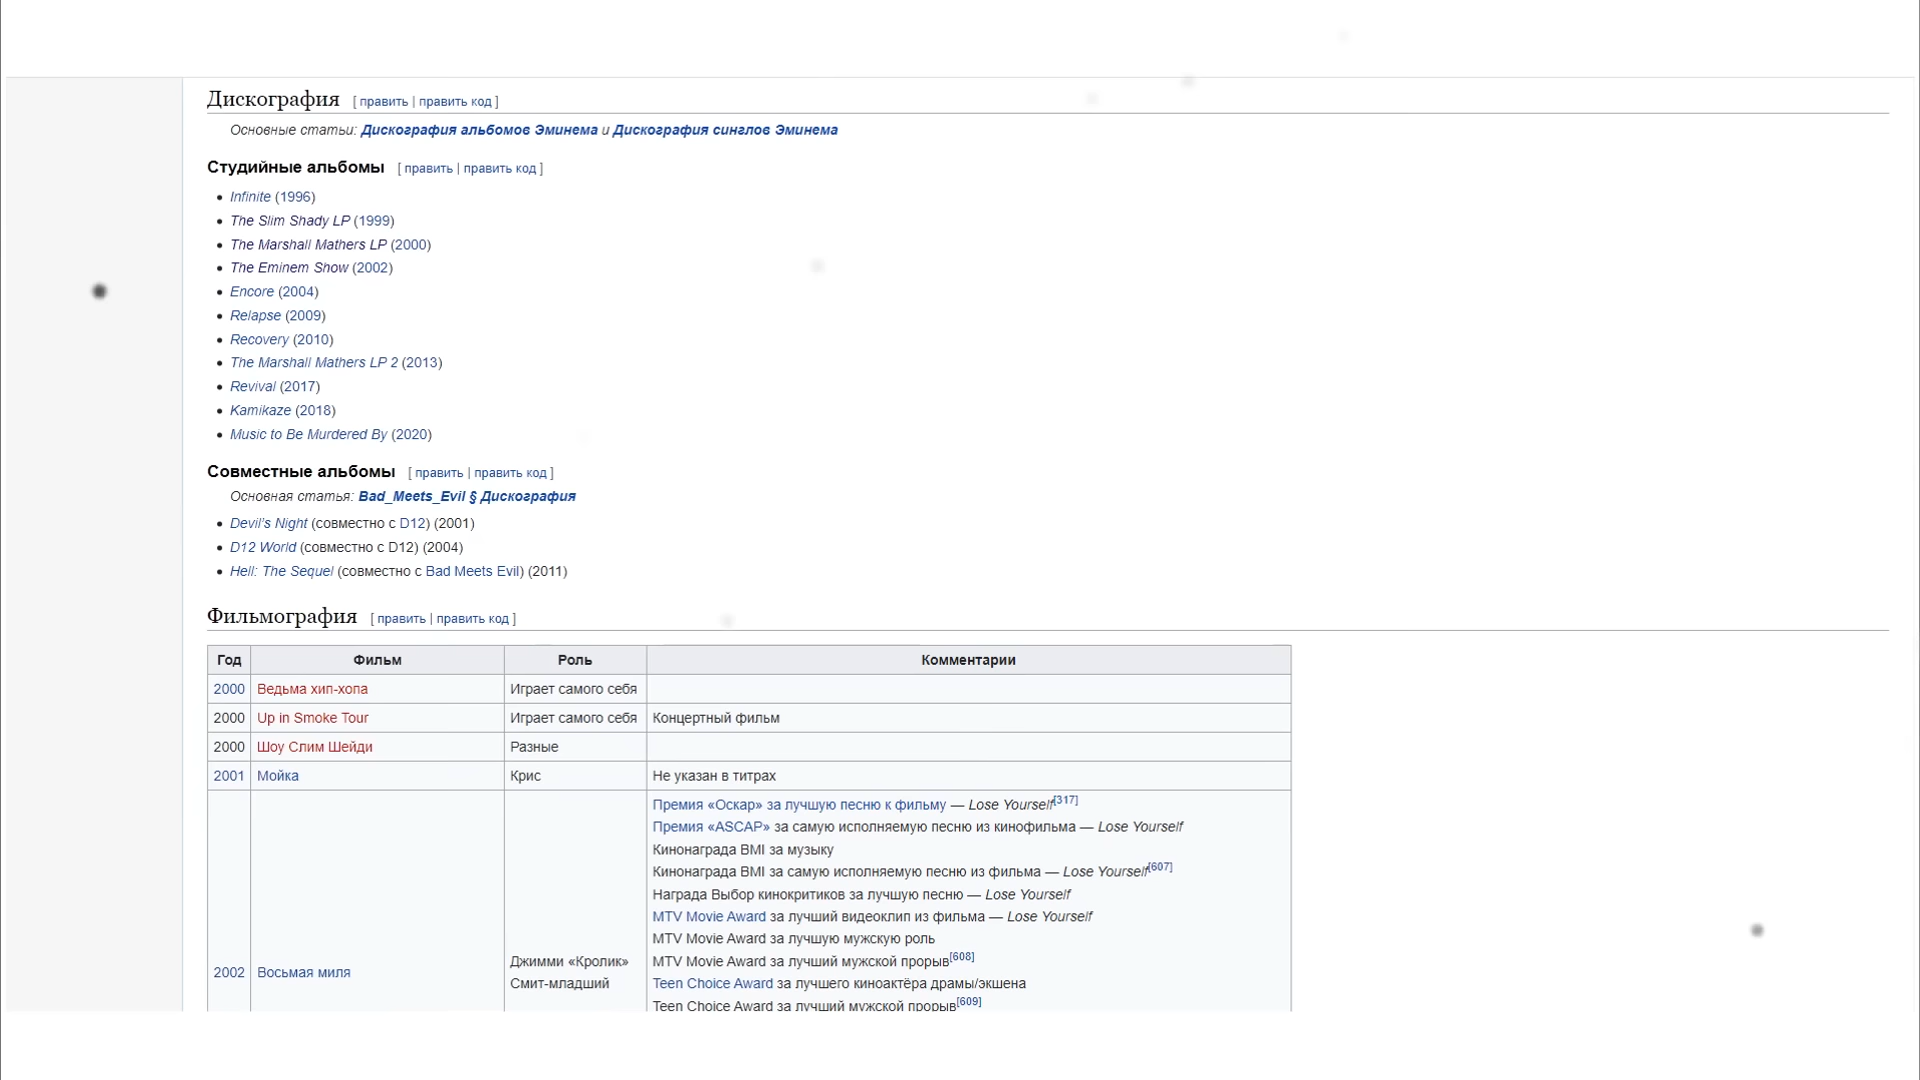 Дискография [ править | править код ]
Основные статьи: Дискография альбомов Эминема и Дискография синглов Эминема
Студийные альбомы [ править | править код ]
• Infinite (1996)
• The Slim Shady LP (1999)
• The Marshall Mathers LP (2000)
• The Eminem Show (2002)
• Encore (2004)
• Relapse (2009)
• Recovery (2010)
• The Marshall Mathers LP 2 (2013)
• Revival (2017)
• Kamikaze (2018)
• Music to Be Murdered By (2020)
Совместные альбомы [ править | править код ]
Основная статья: Bad_Meets_Evil § Дискография
• Devil’s Night (совместно с D12) (2001)
• D12 World (совместно с D12) (2004)
• Hell: The Sequel (совместно с Bad Meets Evil) (2011)
Фильмография [ править | править код ]
Год Фильм Роль Комментарии
2000 Ведьма хип-хопа Играет самого себя
2000 Up in Smoke Tour Играет самого себя Концертный фильм
2000 Шоу Слим Шейди Разные
2001 Мойка Крис Не указан в титрах
Премия «Оскар» за лучшую песню к фильму — Lose Yourself[317]
Премия «ASCAP» за самую исполняемую песню из кинофильма — Lose Yourself
Кинонаграда BMI за музыку
Кинонаграда BMI за самую исполняемую песню из фильма — Lose Yourself[607]
Награда Выбор кинокритиков за лучшую песню — Lose Yourself
MTV Movie Award за лучший видеоклип из фильма — Lose Yourself
MTV Movie Award за лучшую мужскую роль
MTV Movie Award за лучший мужской прорыв[608]
2002 Восьмая миля Джимми «Кролик» Смит-младший
Teen Choice Award за лучшего киноактёра драмы/экшена
Teen Choice Award за лучший мужской прорыв[609]